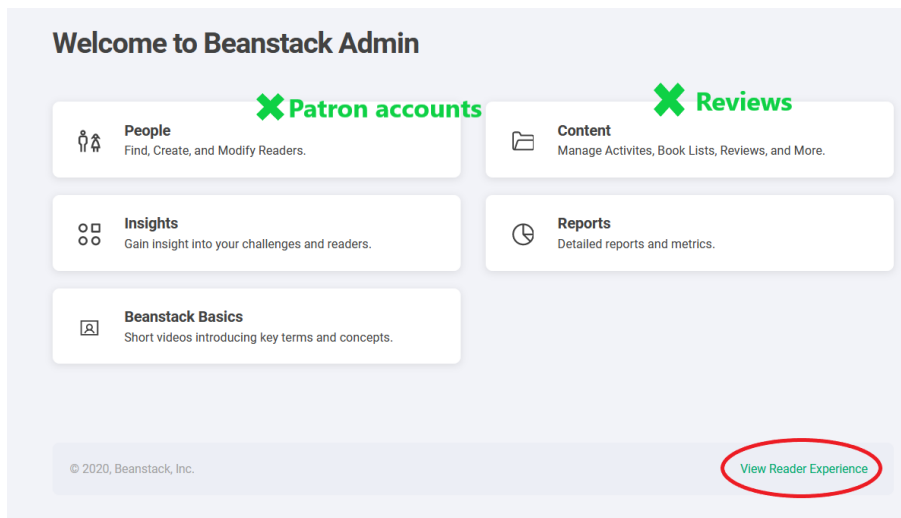 Welcome to Beanstack Admin
Patron accounts
Reviews
People
Find, Create, and Modify Readers.
Content
Manage Activites, Book Lists, Reviews, and More.
Insights
Gain insight into your challenges and readers.
Reports
Detailed reports and metrics.
Beanstack Basics
Short videos introducing key terms and concepts.
© 2020, Beanstack, Inc.
View Reader Experience